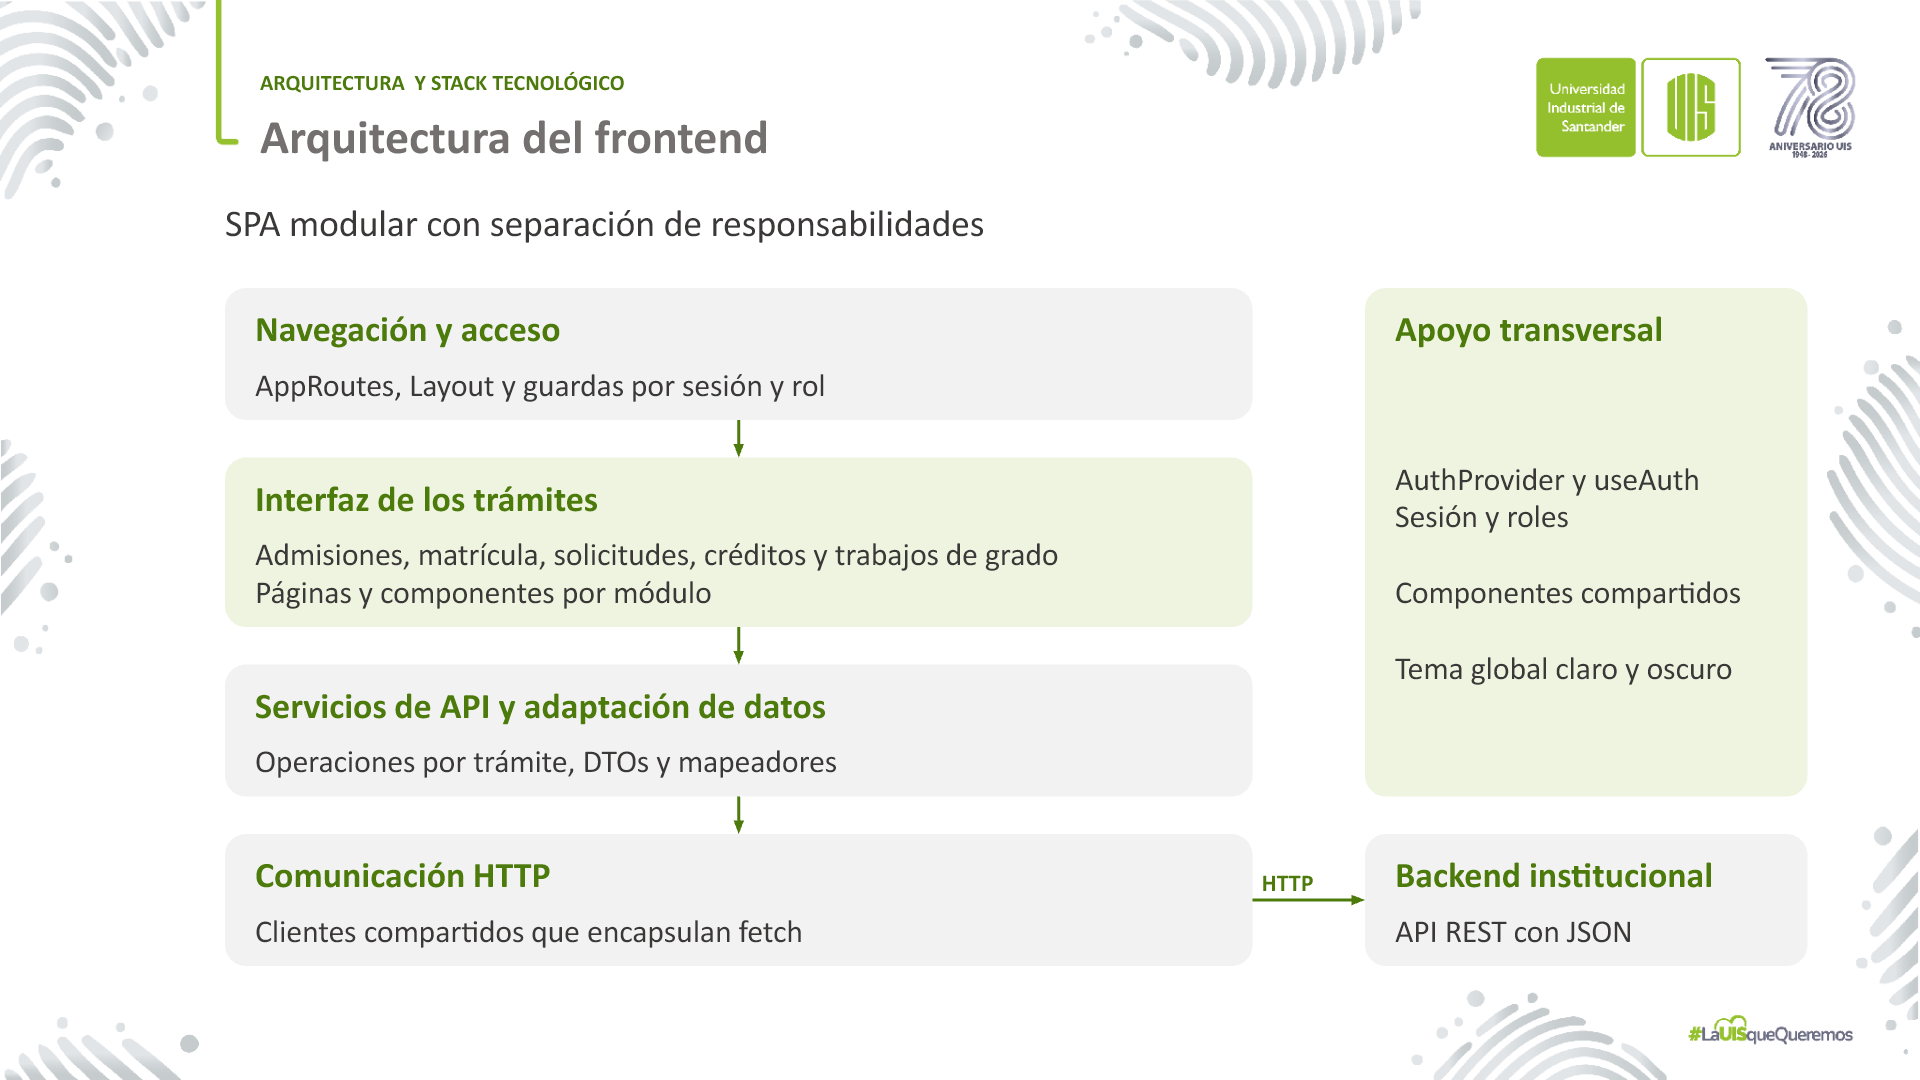 ARQUITECTURA Y STACK TECNOLÓGICO
Arquitectura del frontend
Universidad
Industrial de
Santander
UIS
78
ANIVERSARIO UIS
1948 - 2026
SPA modular con separación de responsabilidades
Navegación y acceso
AppRoutes, Layout y guardas por sesión y rol
Interfaz de los trámites
Admisiones, matrícula, solicitudes, créditos y trabajos de grado
Páginas y componentes por módulo
Servicios de API y adaptación de datos
Operaciones por trámite, DTOs y mapeadores
Comunicación HTTP
Clientes compartidos que encapsulan fetch
HTTP
Apoyo transversal
AuthProvider y useAuth
Sesión y roles
Componentes compartidos
Tema global claro y oscuro
Backend institucional
API REST con JSON
#LaUISqueQueremos